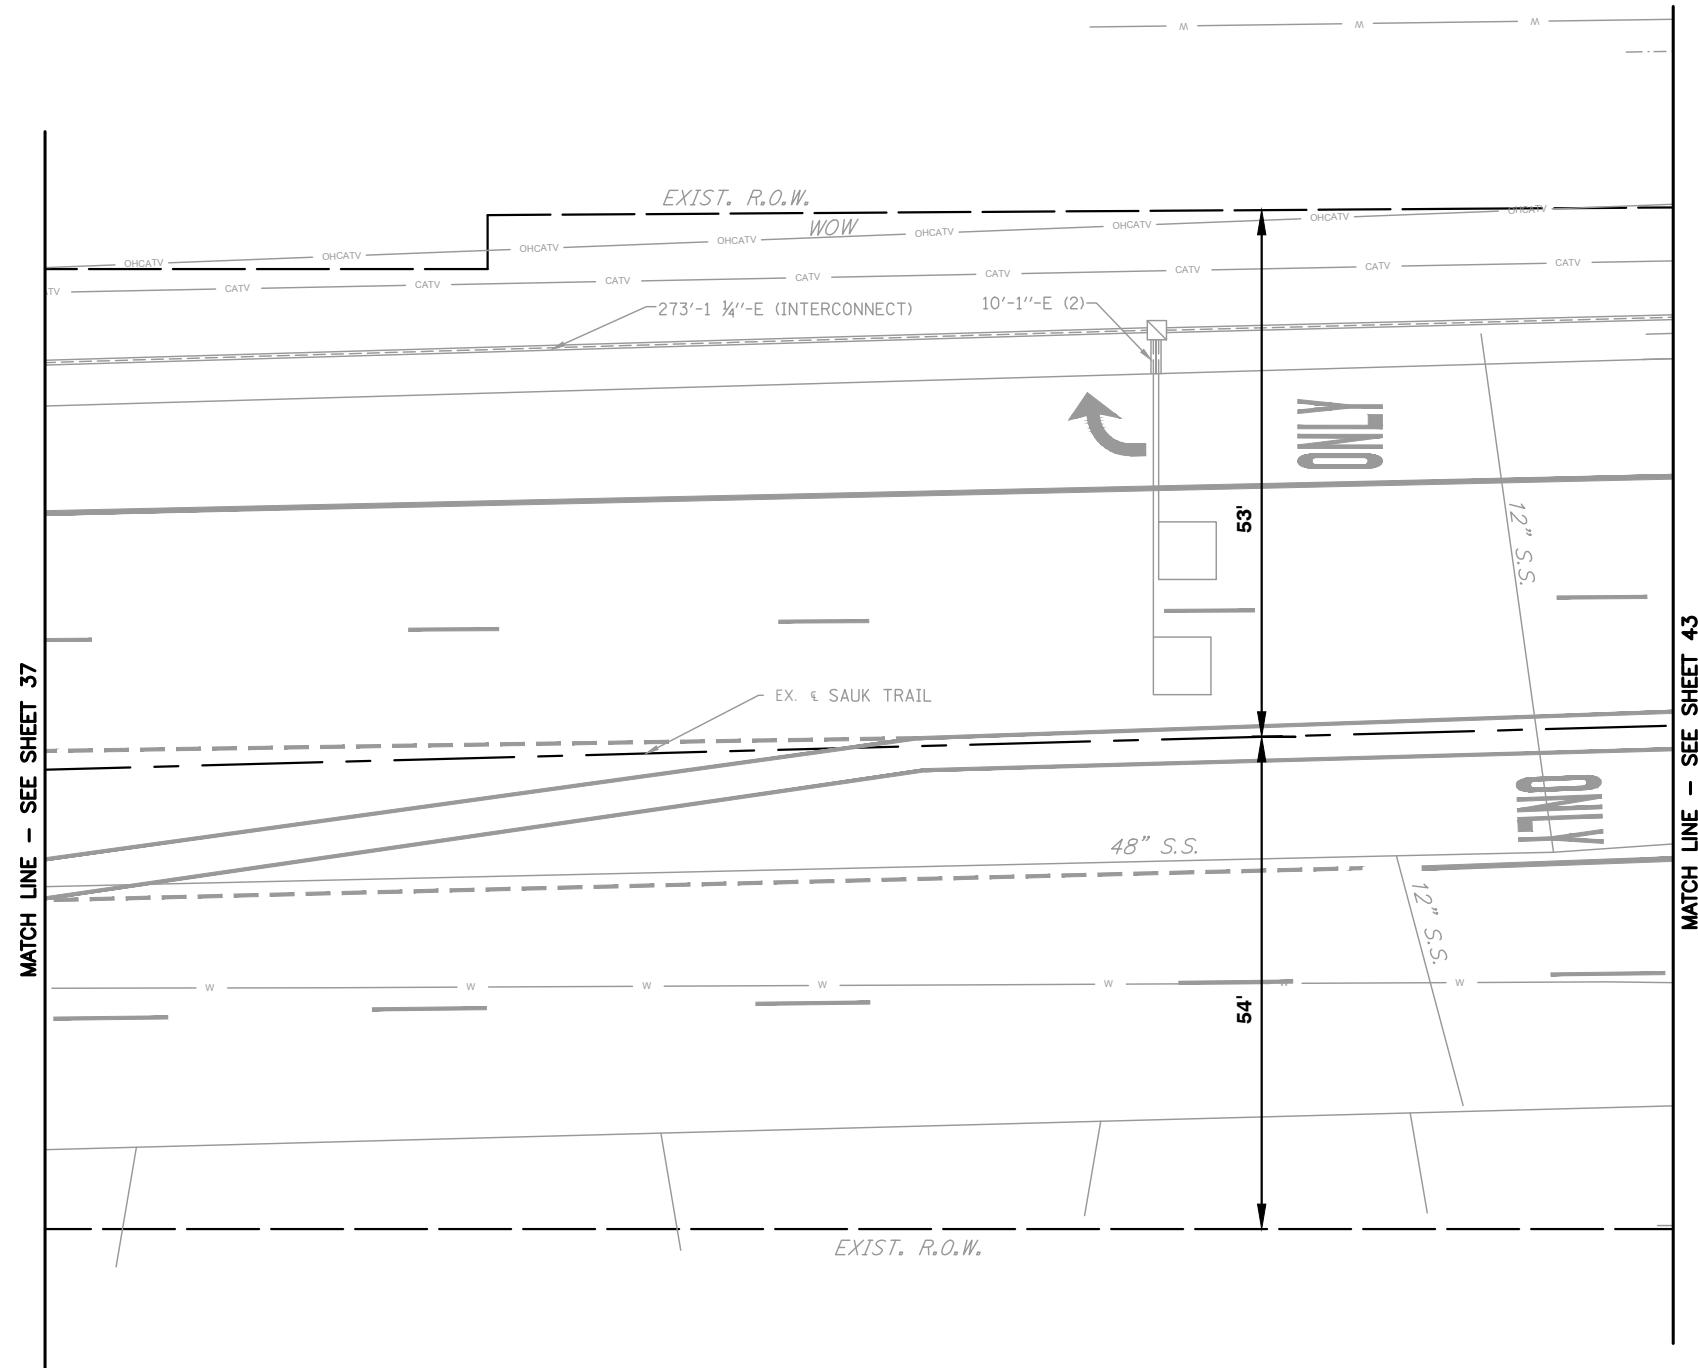 W W W
EXIST. R.O.W.
WOW
OHCATV OHCATV OHCATV OHCATV OHCATV OHCATV OHCATV OHCATV
TV CATV CATV CATV CATV CATV CATV CATV CATV
273'-1 ¼"-E (INTERCONNECT)
10'-1"-E (2)
ONLY
53'
12" S.S.
EX. ℄ SAUK TRAIL
MATCH LINE - SEE SHEET 37
MATCH LINE - SEE SHEET 43
ONLY
48" S.S.
12" S.S.
W W W W W W W
54'
EXIST. R.O.W.